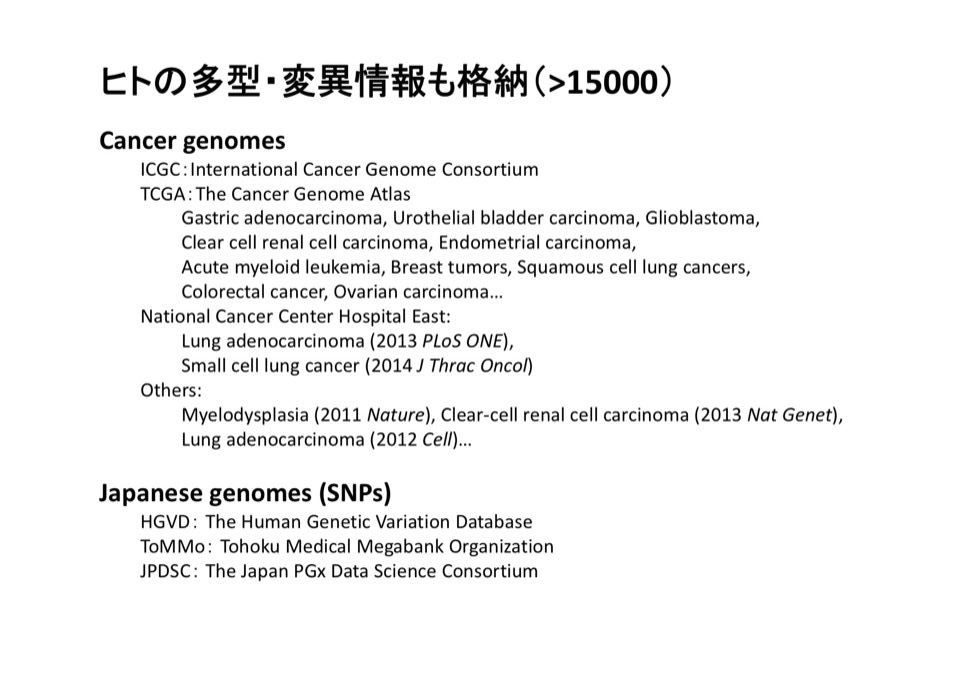 ヒトの多型・変異情報も格納（>15000）
Cancer genomes
ICGC：International Cancer Genome Consortium
TCGA：The Cancer Genome Atlas
Gastric adenocarcinoma, Urothelial bladder carcinoma, Glioblastoma,
Clear cell renal cell carcinoma, Endometrial carcinoma,
Acute myeloid leukemia, Breast tumors, Squamous cell lung cancers,
Colorectal cancer, Ovarian carcinoma...
National Cancer Center Hospital East:
Lung adenocarcinoma (2013 PLoS ONE),
Small cell lung cancer (2014 J Thrac Oncol)
Others:
Myelodysplasia (2011 Nature), Clear-cell renal cell carcinoma (2013 Nat Genet),
Lung adenocarcinoma (2012 Cell)...
Japanese genomes (SNPs)
HGVD： The Human Genetic Variation Database
ToMMo： Tohoku Medical Megabank Organization
JPDSC： The Japan PGx Data Science Consortium